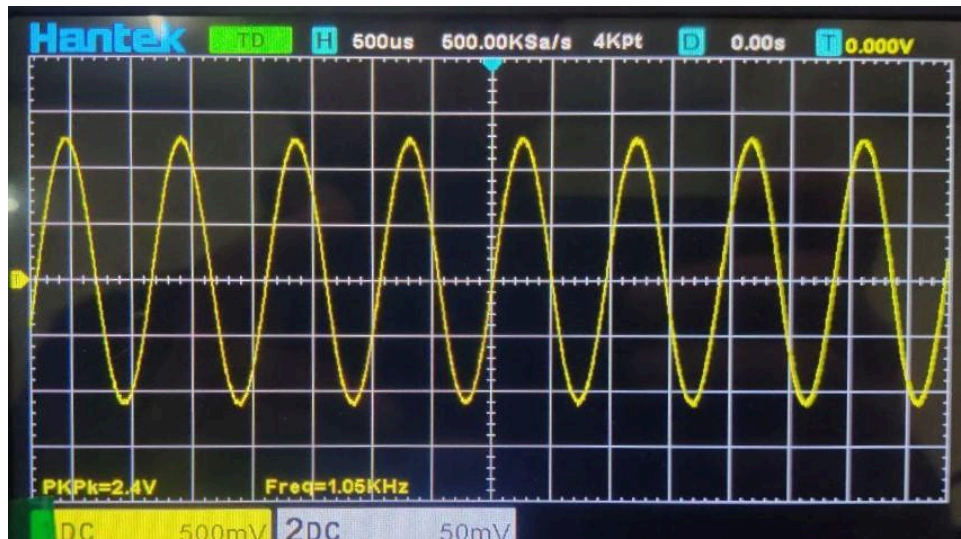 Hantek TD H 500us 500.00KSa/s 4Kpt D 0.00s T 0.000V
T
PKPk=2.4V Freq=1.05KHz
DC 500mV 2DC 50mV